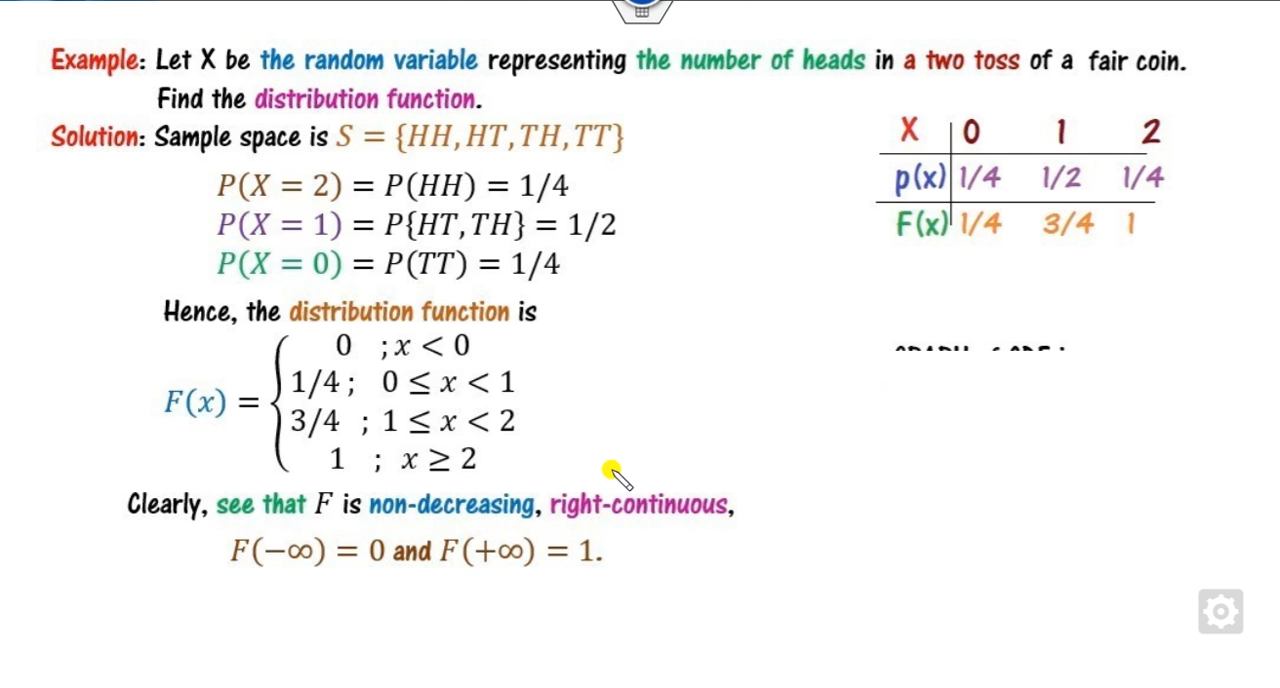 Example: Let X be the random variable representing the number of heads in a two toss of a fair coin.
Find the distribution function.
Solution: Sample space is S = {HH, HT, TH, TT}
P(X = 2) = P(HH) = 1/4
P(X = 1) = P{HT, TH} = 1/2
P(X = 0) = P(TT) = 1/4
X 0 1 2
p(x) 1/4 1/2 1/4
F(x) 1/4 3/4 1
Hence, the distribution function is
F(x) =
0 ; x < 0
1/4 ; 0 ≤ x < 1
3/4 ; 1 ≤ x < 2
1 ; x ≥ 2
Clearly, see that F is non-decreasing, right-continuous,
F(−∞) = 0 and F(+∞) = 1.